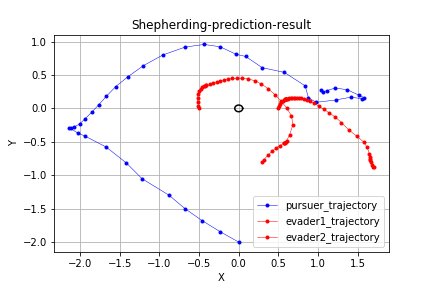 Shepherding-prediction-result
Y
1.0
0.5
0.0
−0.5
−1.0
−1.5
−2.0
pursuer_trajectory
evader1_trajectory
evader2_trajectory
−2.0 −1.5 −1.0 −0.5 0.0 0.5 1.0 1.5
X